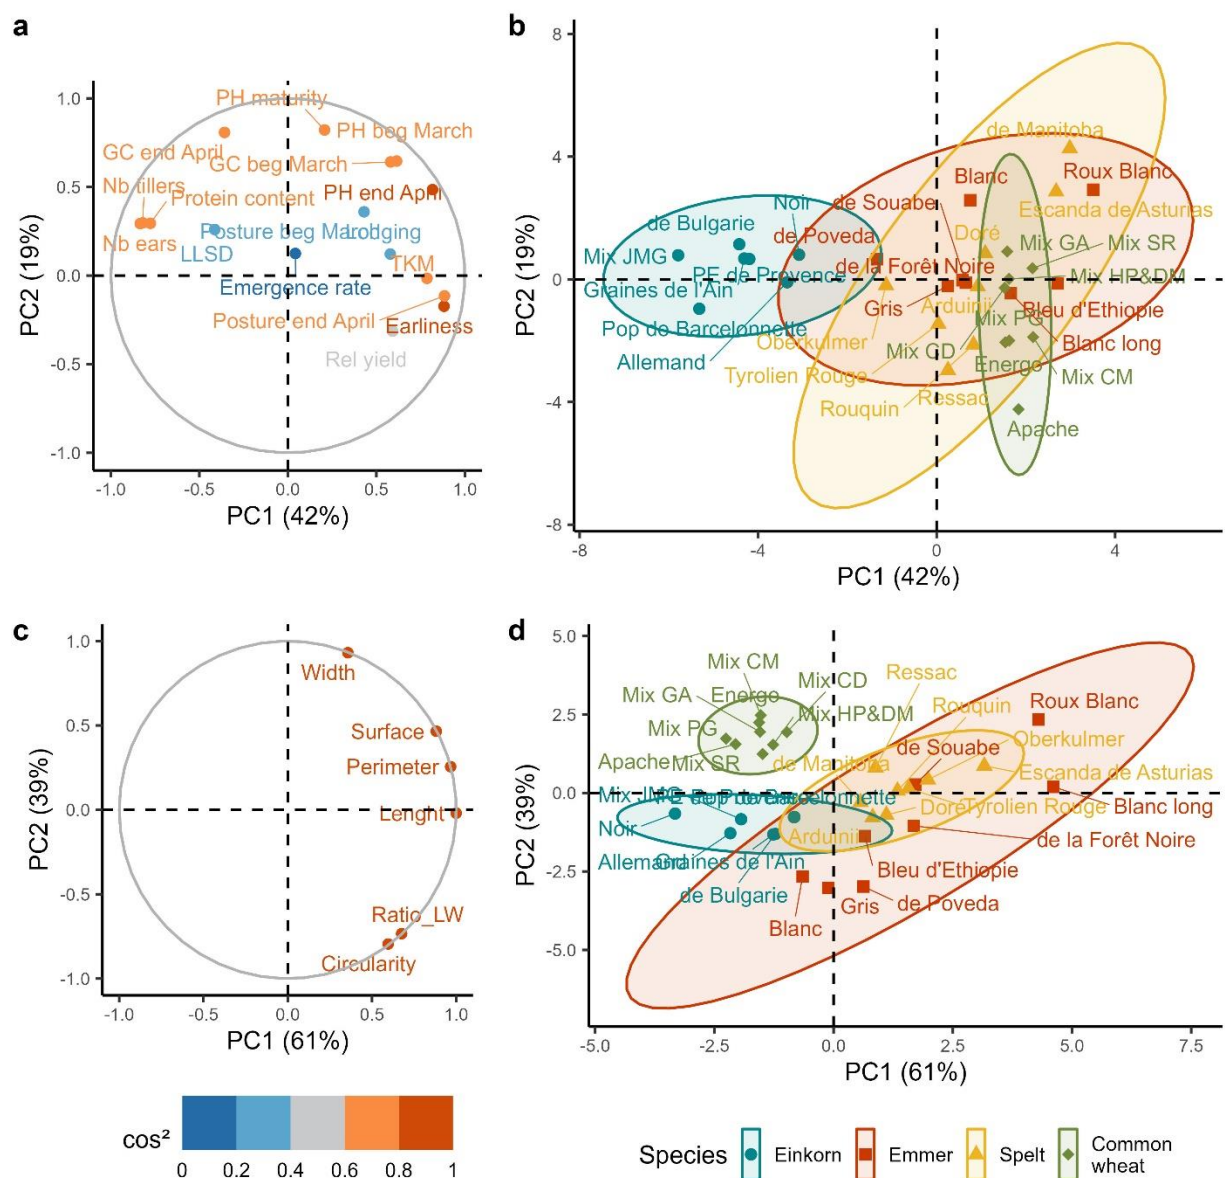 a
1.0
0.5
0.0
-0.5
-1.0
PC2 (19%)
PH maturity
PH beg March
GC end April
GC beg March
Nb tillers
Protein content
PH end April
Nb ears
Posture beg March
Lodging
LLSD
TKM
Emergence rate
Posture end April
Earliness
Rel yield
-1.0
-0.5
0.0
0.5
1.0
PC1 (42%)
b
8
4
0
-4
-8
PC2 (19%)
de Manitoba
Blanc
Roux Blanc
Noir
de Souabe
Escanda de Asturias
de Bulgarie
de Poveda
Doré
Mix GA
Mix SR
Mix JMG
PE de Provence
de la Forêt Noire
Mix HP&DM
Graines de l'Ain
Gris
Arduinii
Bleu d'Ethiopie
Pop de Barcelonnette
Oberkulmer
Mix PG
Mix CD
Blanc long
Allemand
Tyrolien Rouge
Energo
Mix CM
Rouquin
Ressac
Apache
-8
-4
0
4
PC1 (42%)
c
1.0
0.5
0.0
-0.5
-1.0
PC2 (39%)
Width
Surface
Perimeter
Lenght
Ratio_LW
Circularity
-1.0
-0.5
0.0
0.5
1.0
PC1 (61%)
d
5.0
2.5
0.0
-2.5
-5.0
PC2 (39%)
Mix CM
Ressac
Mix GA
Energo
Mix CD
Rouquin
Roux Blanc
Mix PG
Mix HP&DM
de Souabe
Oberkulmer
Apache
Mix SR
de Manitoba
Escanda de Asturias
Mix JMG
PE de Provence
Pop de Barcelonnette
Noir
Doré
Tyrolien Rouge
Blanc long
Arduinii
de la Forêt Noire
Allemand
Graines de l'Ain
Bleu d'Ethiopie
de Bulgarie
Gris
de Poveda
Blanc
-5.0
-2.5
0.0
2.5
5.0
7.5
PC1 (61%)
cos²
0
0.2
0.4
0.6
0.8
1
Species
Einkorn
Emmer
Spelt
Common
wheat